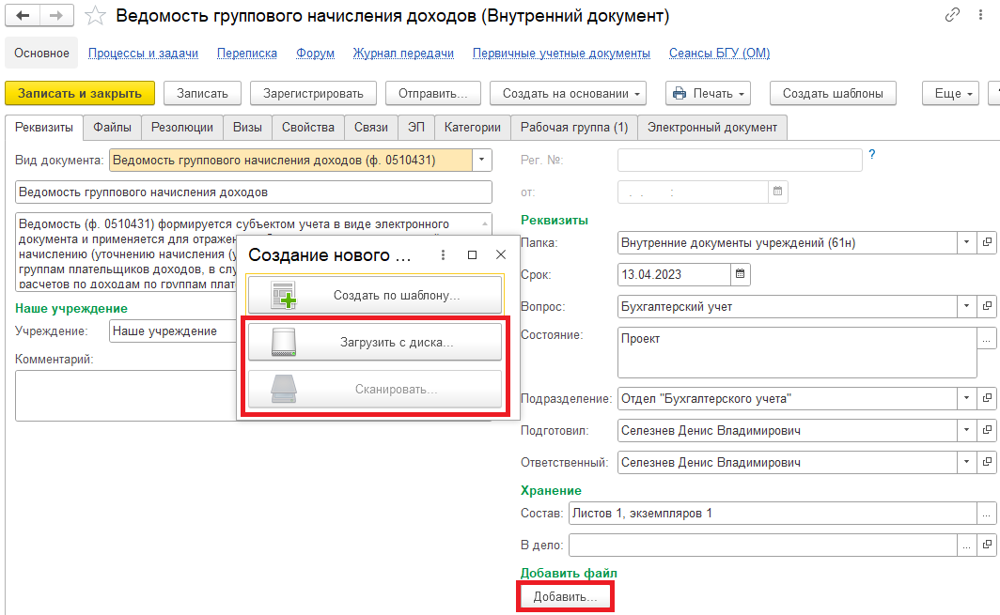 Ведомость группового начисления доходов (Внутренний документ)
Основное Процессы и задачи Переписка Форум Журнал передачи Первичные учетные документы Сеансы БГУ (ОМ)
Записать и закрыть Записать Зарегистрировать Отправить... Создать на основании Печать Создать шаблоны Еще
Реквизиты Файлы Резолюции Визы Свойства Связи ЭП Категории Рабочая группа (1) Электронный документ
Вид документа: Ведомость группового начисления доходов (ф. 0510431)
Ведомость группового начисления доходов
Ведомость (ф. 0510431) формируется субъектом учета в виде электронного
документа и применяется для отраже
начислению (уточнению начисления (у
группам плательщиков доходов, в слу
расчетов по доходам по группам плат
Наше учреждение
Учреждение: Наше учреждение
Комментарий:
Создание нового ...
Создать по шаблону...
Загрузить с диска...
Сканировать...
Рег. №: ?
от: . . :
Реквизиты
Папка: Внутренние документы учреждений (61н)
Срок: 13.04.2023
Вопрос: Бухгалтерский учет
Состояние: Проект ...
Подразделение: Отдел "Бухгалтерского учета"
Подготовил: Селезнев Денис Владимирович
Ответственный: Селезнев Денис Владимирович
Хранение
Состав: Листов 1, экземпляров 1 ...
В дело: ...
Добавить файл
Добавить...